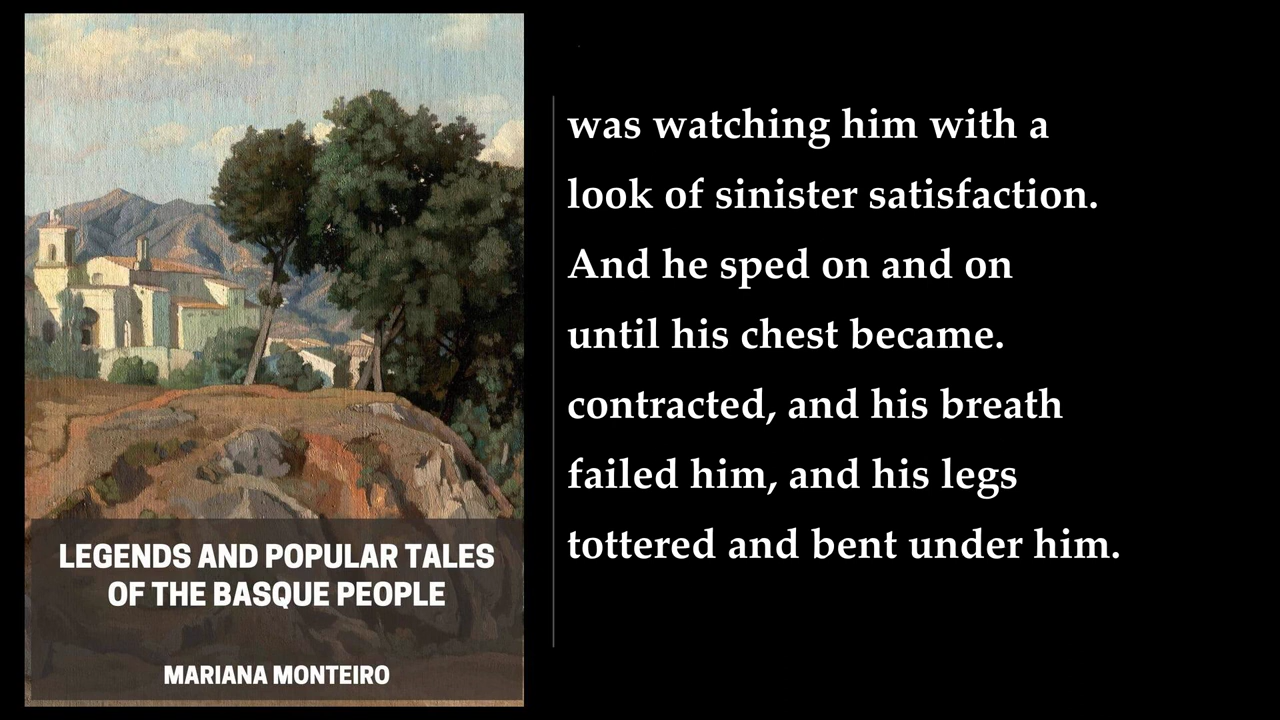 LEGENDS AND POPULAR TALES
OF THE BASQUE PEOPLE
MARIANA MONTEIRO
was watching him with a
look of sinister satisfaction.
And he sped on and on
until his chest became.
contracted, and his breath
failed him, and his legs
tottered and bent under him.